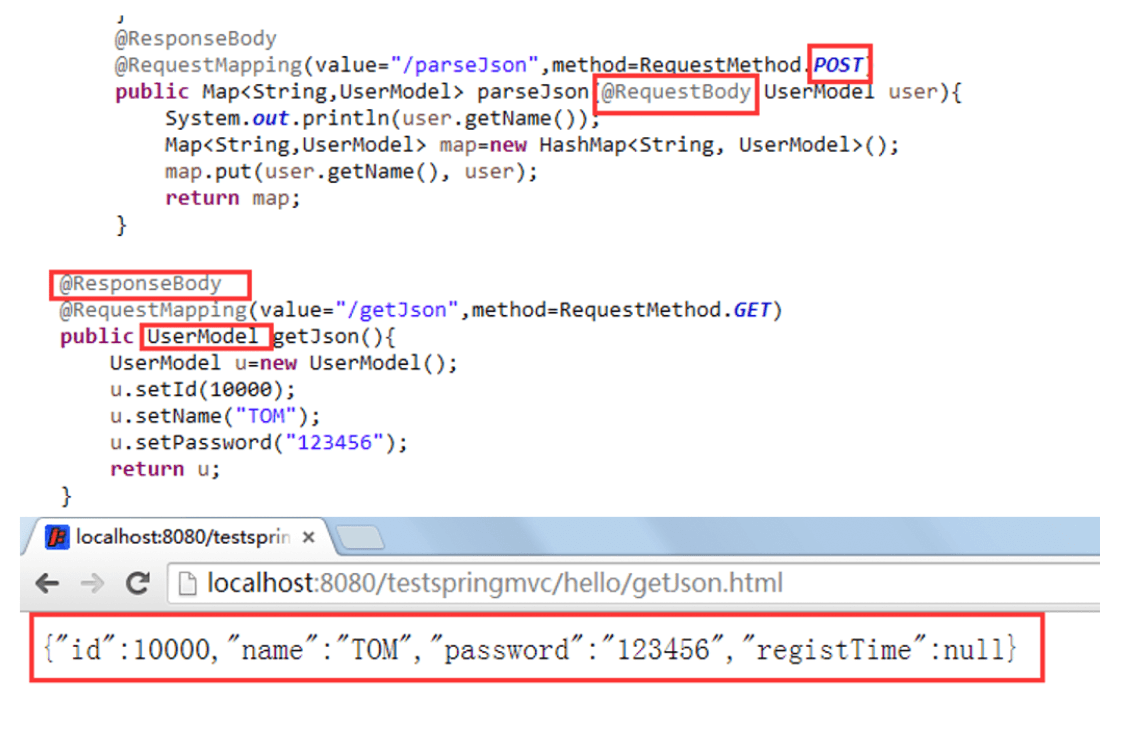 }
@ResponseBody
@RequestMapping(value="/parseJson",method=RequestMethod.POST)
public Map<String,UserModel> parseJson(@RequestBody UserModel user){
System.out.println(user.getName());
Map<String,UserModel> map=new HashMap<String, UserModel>();
map.put(user.getName(), user);
return map;
}
@ResponseBody
@RequestMapping(value="/getJson",method=RequestMethod.GET)
public UserModel getJson(){
UserModel u=new UserModel();
u.setId(10000);
u.setName("TOM");
u.setPassword("123456");
return u;
}
localhost:8080/testsprin
localhost:8080/testspringmvc/hello/getJson.html
{"id":10000,"name":"TOM","password":"123456","registTime":null}